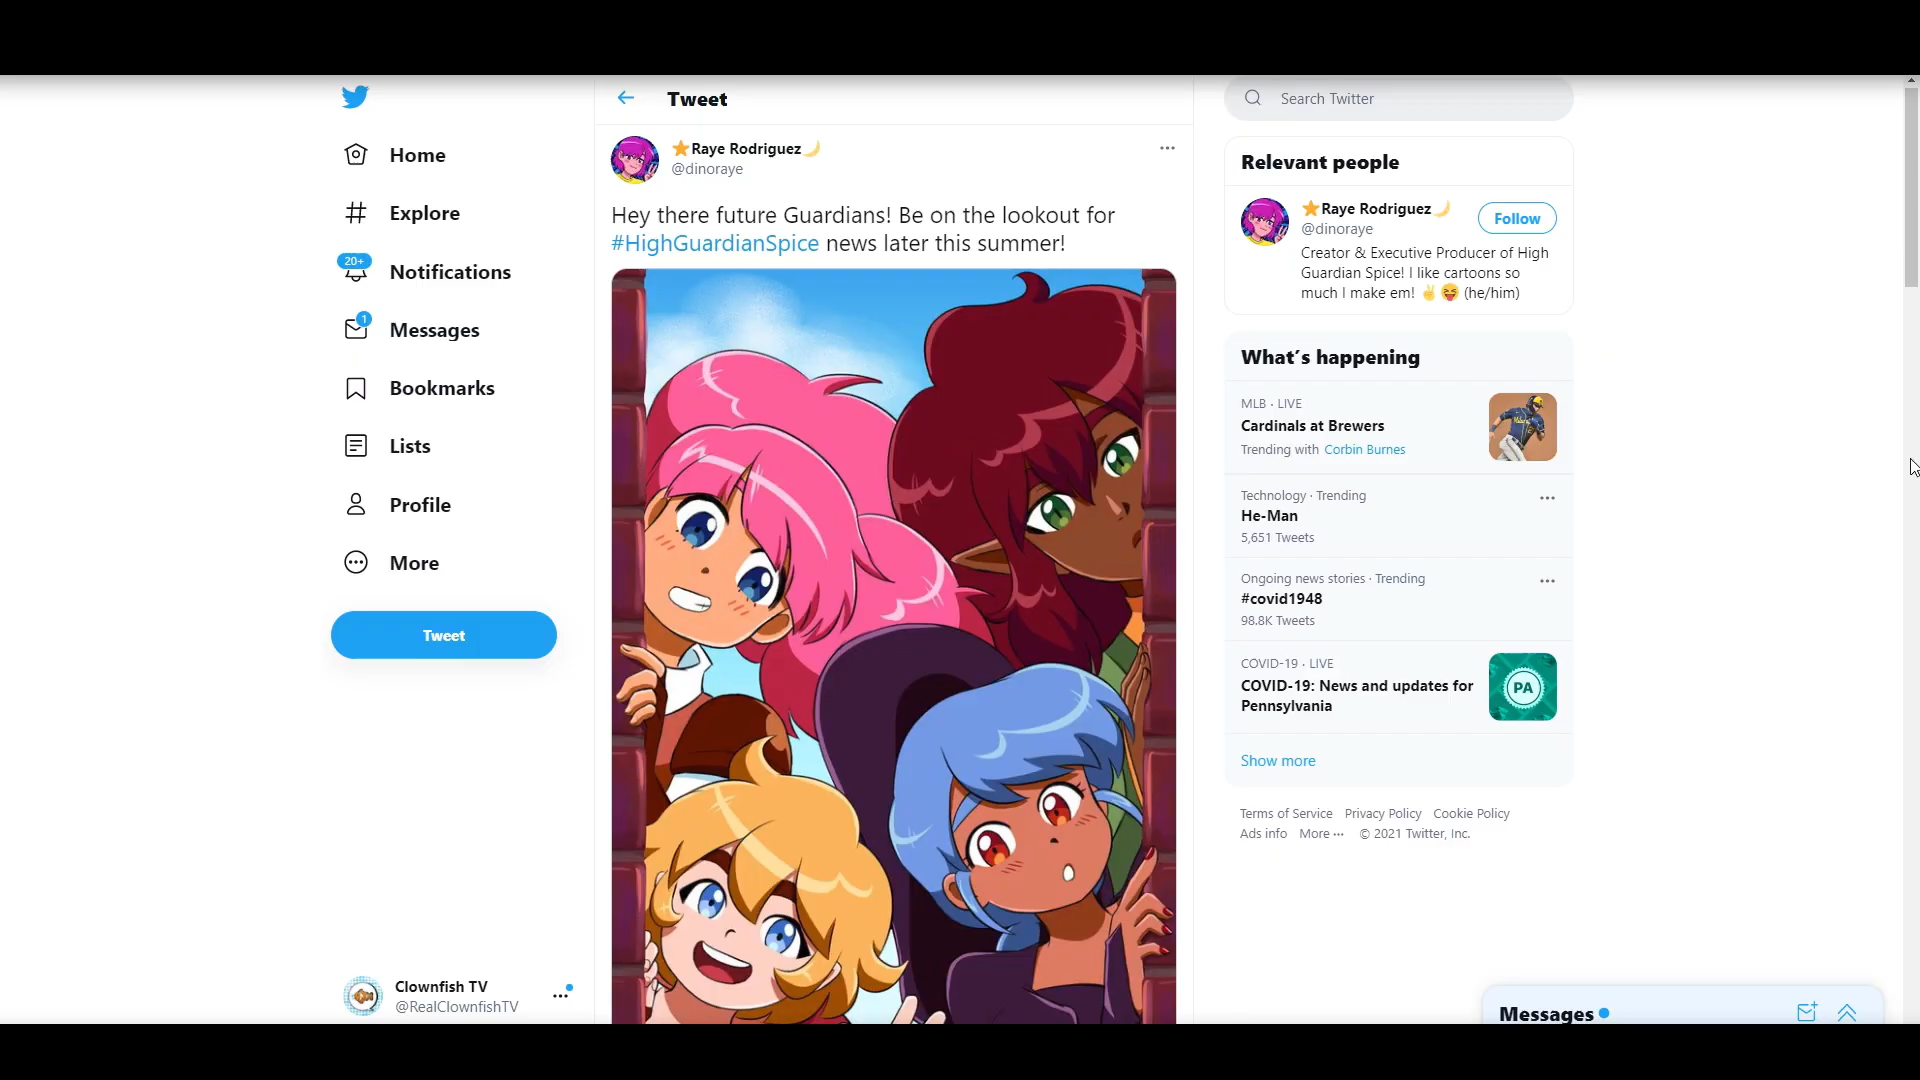 Home
Explore
20+
Notifications
1
Messages
Bookmarks
Lists
Profile
More
Tweet
Clownfish TV
@RealClownfishTV
Tweet
⭐Raye Rodriguez🌙
@dinoraye
Hey there future Guardians! Be on the lookout for
#HighGuardianSpice news later this summer!
Search Twitter
Relevant people
⭐Raye Rodriguez🌙
@dinoraye
Follow
Creator & Executive Producer of High
Guardian Spice! I like cartoons so
much I make em! ✌️😝 (he/him)
What's happening
MLB · LIVE
Cardinals at Brewers
Trending with Corbin Burnes
Technology · Trending
He-Man
5,651 Tweets
Ongoing news stories · Trending
#covid1948
98.8K Tweets
COVID-19 · LIVE
COVID-19: News and updates for
Pennsylvania
PA
Show more
Terms of Service Privacy Policy Cookie Policy
Ads info More ··· © 2021 Twitter, Inc.
Messages